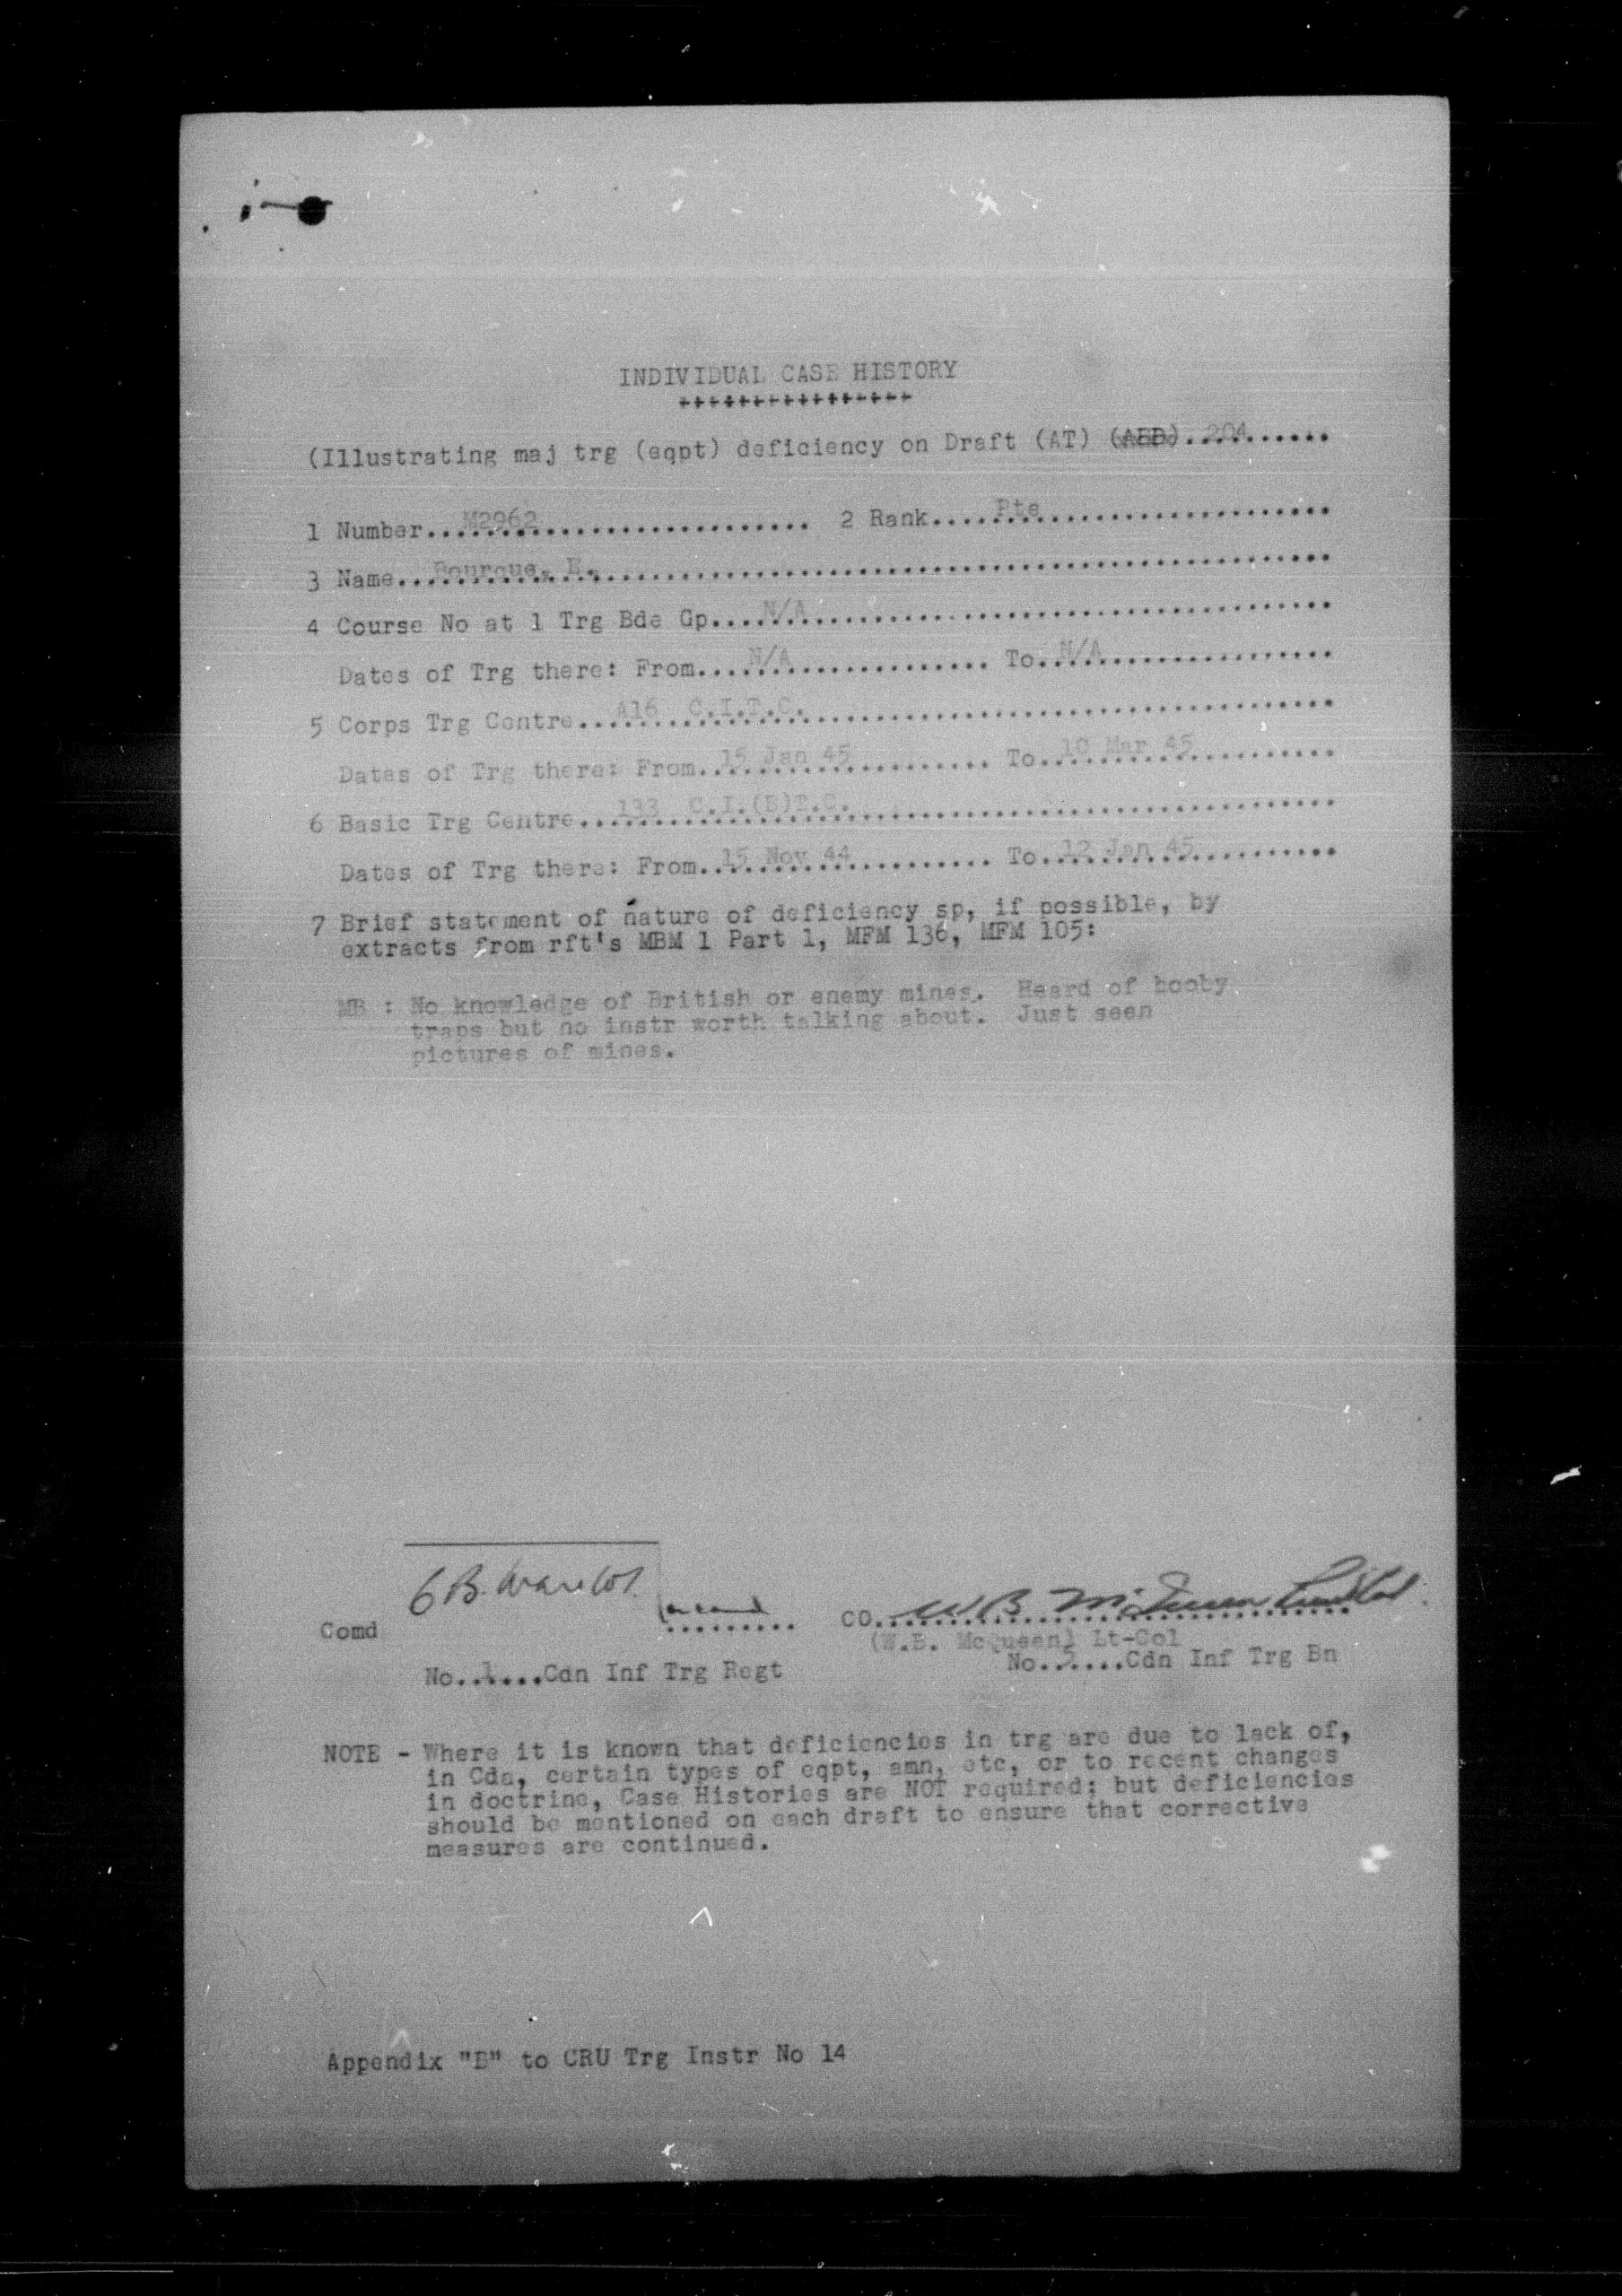 INDIVIDUAL CASE HISTORY
++++++++++++++++
(Illustrating maj trg (eqpt) deficiency on Draft (AT) (AEB).. 204..........
1 Number....M2962........................... 2 Rank.....Pte...........................
3 Name...Bourque, E.................................................................
4 Course No at 1 Trg Bde Gp.....N/A.....................................
Dates of Trg there: From.....N/A.................. To..N/A....................
5 Corps Trg Centre...A16 C.I.T.C..............................................
Dates of Trg there: From..15 Jan 45.............. To..10 Mar 45..........
6 Basic Trg Centre...133 C.I.(B)T.C..........................................
Dates of Trg there: From..15 Nov 44.............. To...12 Jan 45..........
7 Brief statement of nature of deficiency sp, if possible, by
extracts from rft's MBM 1 Part 1, MFM 136, MFM 105:
MB : No knowledge of British or enemy mines. Heard of booby
traps but no instr worth talking about. Just seen
pictures of mines.
Comd ......... CO................................
(W.B. McQueen) Lt-Col
No..1...Cdn Inf Trg Regt No......Cdn Inf Trg Bn
NOTE - Where it is known that deficiencies in trg are due to lack of,
in Cda, certain types of eqpt, amn, etc, or to recent changes
in doctrine, Case Histories are NOT required; but deficiencies
should be mentioned on each draft to ensure that corrective
measures are continued.
Appendix "B" to CRU Trg Instr No 14